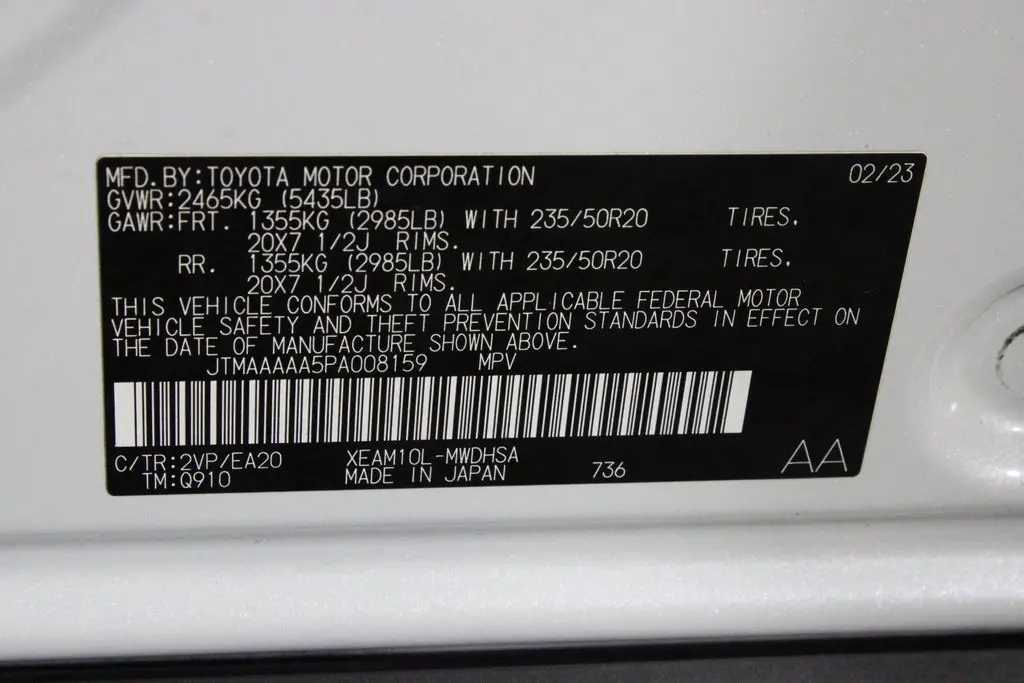 MFD.BY:TOYOTA MOTOR CORPORATION 02/23
GVWR:2465KG (5435LB)
GAWR:FRT. 1355KG (2985LB) WITH 235/50R20 TIRES.
20X7 1/2J RIMS.
RR. 1355KG (2985LB) WITH 235/50R20 TIRES.
20X7 1/2J RIMS.
THIS VEHICLE CONFORMS TO ALL APPLICABLE FEDERAL MOTOR
VEHICLE SAFETY AND THEFT PREVENTION STANDARDS IN EFFECT ON
THE DATE OF MANUFACTURE SHOWN ABOVE.
JTMAAAAA5PA008159 MPV
C/TR:2VP/EA20 XEAM10L-MWDHSA
TM:Q910 MADE IN JAPAN 736 AA